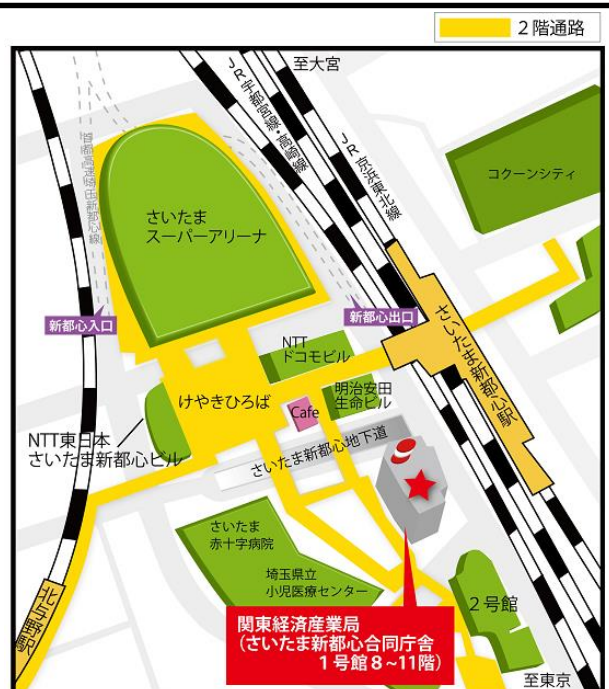 2階通路
至大宮
JR宇都宮線・高崎線
JR京浜東北線
首都高速埼玉新都心線
コクーンシティ
さいたま
スーパーアリーナ
新都心入口
新都心出口
さいたま新都心駅
NTT
ドコモビル
けやきひろば
明治安田
生命ビル
Cafe
NTT東日本
さいたま新都心ビル
さいたま新都心地下道
さいたま
赤十字病院
埼玉県立
小児医療センター
2号館
北与野駅
関東経済産業局
(さいたま新都心合同庁舎
1号館8~11階)
至東京